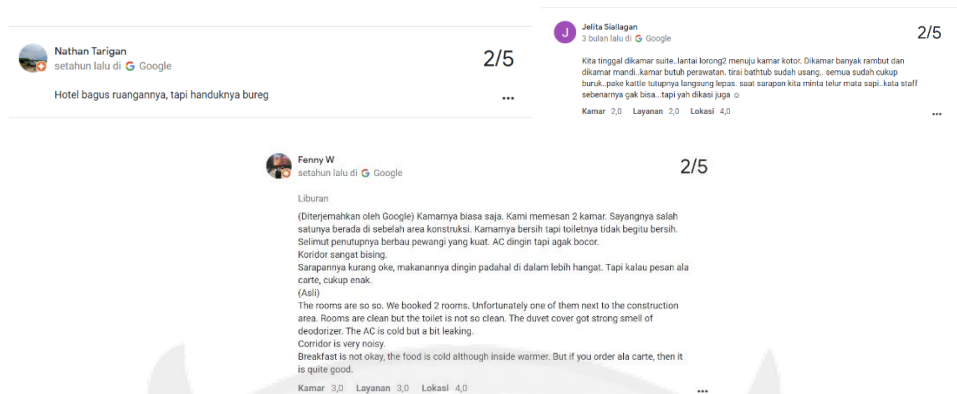 Nathan Tarigan
setahun lalu di Google
2/5
Hotel bagus ruangannya, tapi handuknya bureg
J
Jelita Siallagan
3 bulan lalu di Google
2/5
Kita tinggal dikamar suite..lantai lorong2 menuju kamar kotor. Dikamar banyak rambut dan
dikamar mandi..kamar butuh perawatan. tirai bathtub sudah usang.. semua sudah cukup
buruk..pake kattle tutupnya langsung lepas. saat sarapan kita minta telur mata sapi..kata staff
sebenarnya gak bisa...tapi yah dikasi juga ☺
Kamar 2,0 Layanan 2,0 Lokasi 4,0
Fenny W
setahun lalu di Google
2/5
Liburan
(Diterjemahkan oleh Google) Kamarnya biasa saja. Kami memesan 2 kamar. Sayangnya salah
satunya berada di sebelah area konstruksi. Kamarnya bersih tapi toiletnya tidak begitu bersih.
Selimut penutupnya berbau pewangi yang kuat. AC dingin tapi agak bocor.
Koridor sangat bising.
Sarapannya kurang oke, makanannya dingin padahal di dalam lebih hangat. Tapi kalau pesan ala
carte, cukup enak.
(Asli)
The rooms are so so. We booked 2 rooms. Unfortunately one of them next to the construction
area. Rooms are clean but the toilet is not so clean. The duvet cover got strong smell of
deodorizer. The AC is cold but a bit leaking.
Corridor is very noisy.
Breakfast is not okay, the food is cold although inside warmer. But if you order ala carte, then it
is quite good.
Kamar 3,0 Layanan 3,0 Lokasi 4,0